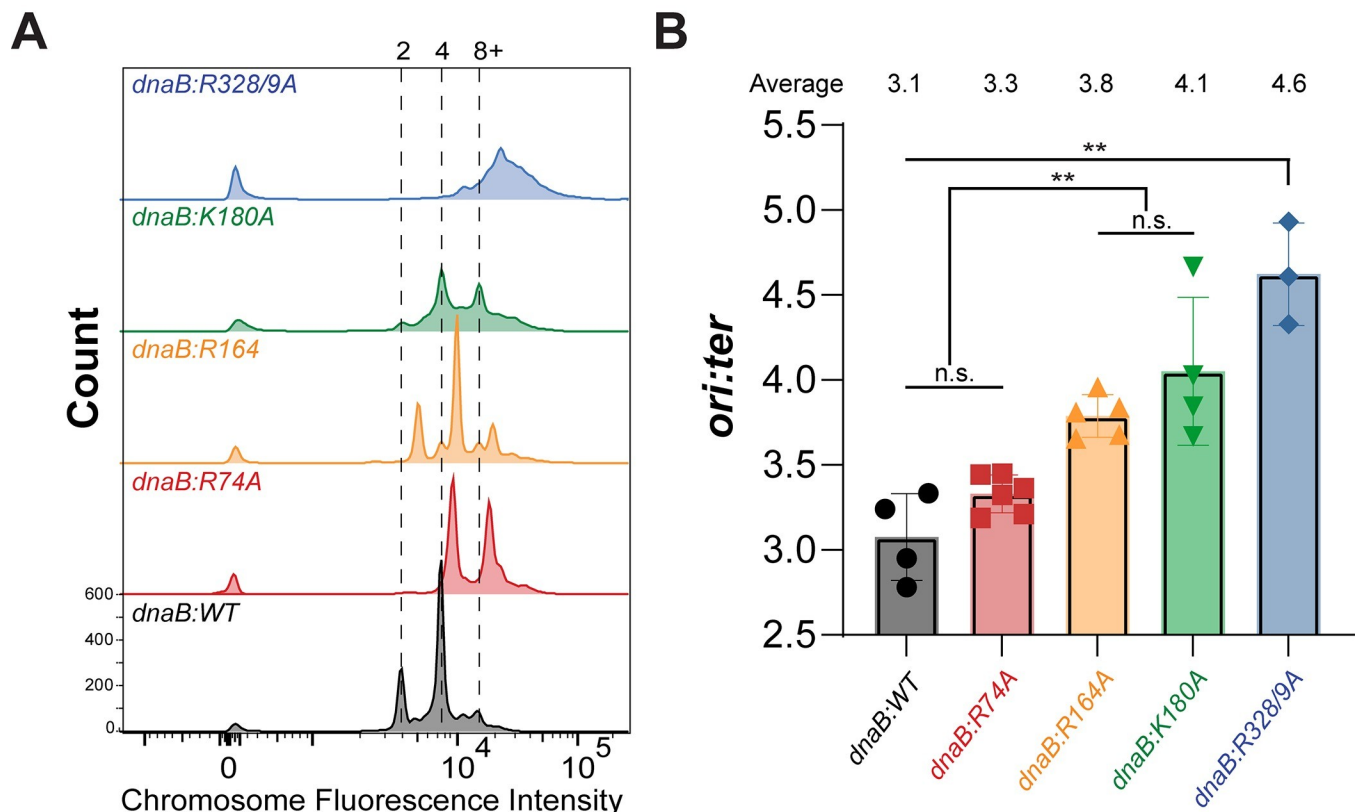 A
2 4 8+
dnaB:R328/9A
dnaB:K180A
dnaB:R164
dnaB:R74A
dnaB:WT
Count
600
400
200
0
0 10^4 10^5
Chromosome Fluorescence Intensity
B
Average 3.1 3.3 3.8 4.1 4.6
5.5
5.0
4.5
4.0
3.5
3.0
2.5
ori:ter
**
**
n.s.
n.s.
dnaB:WT
dnaB:R74A
dnaB:R164A
dnaB:K180A
dnaB:R328/9A